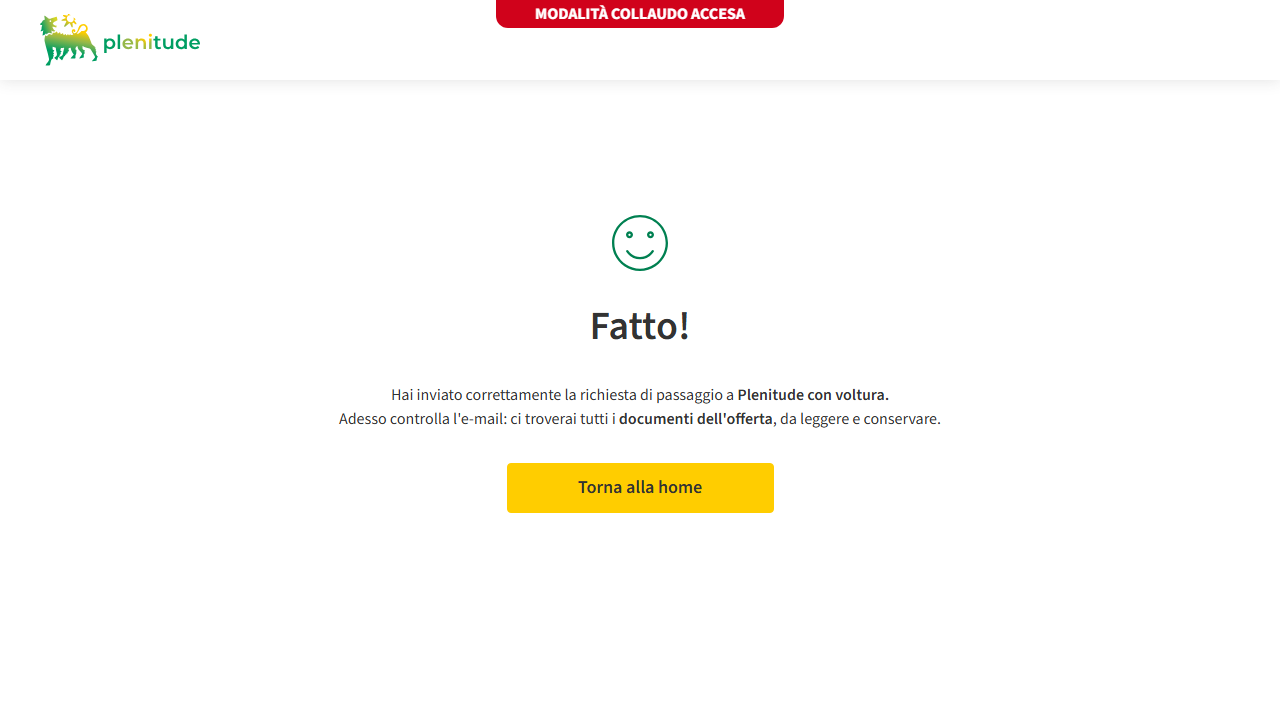 MODALITÀ COLLAUDO ACCESA
plenitude
Fatto!
Hai inviato correttamente la richiesta di passaggio a Plenitude con voltura.
Adesso controlla l'e-mail: ci troverai tutti i documenti dell'offerta, da leggere e conservare.
Torna alla home